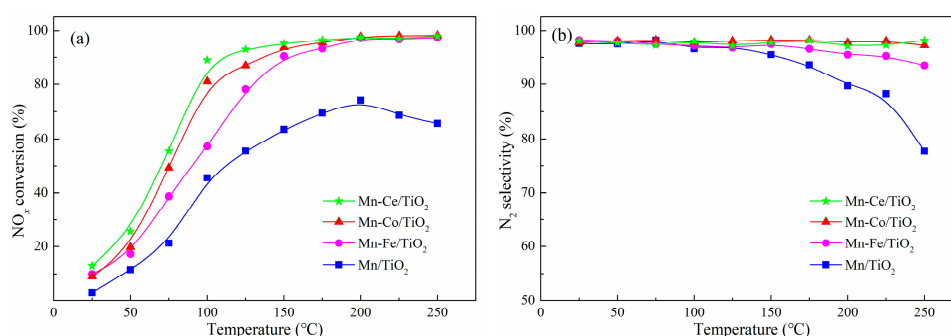 (a)
NOx conversion (%)
100
80
60
40
20
Mn-Ce/TiO2
Mn-Co/TiO2
Mn-Fe/TiO2
Mn/TiO2
0 25 50 75 100 125 150 175 200 225 250
Temperature (℃)
(b)
N2 selectivity (%)
100
90
80
70
60
50
Mn-Ce/TiO2
Mn-Co/TiO2
Mn-Fe/TiO2
Mn/TiO2
0 25 50 75 100 125 150 175 200 225 250
Temperature (℃)